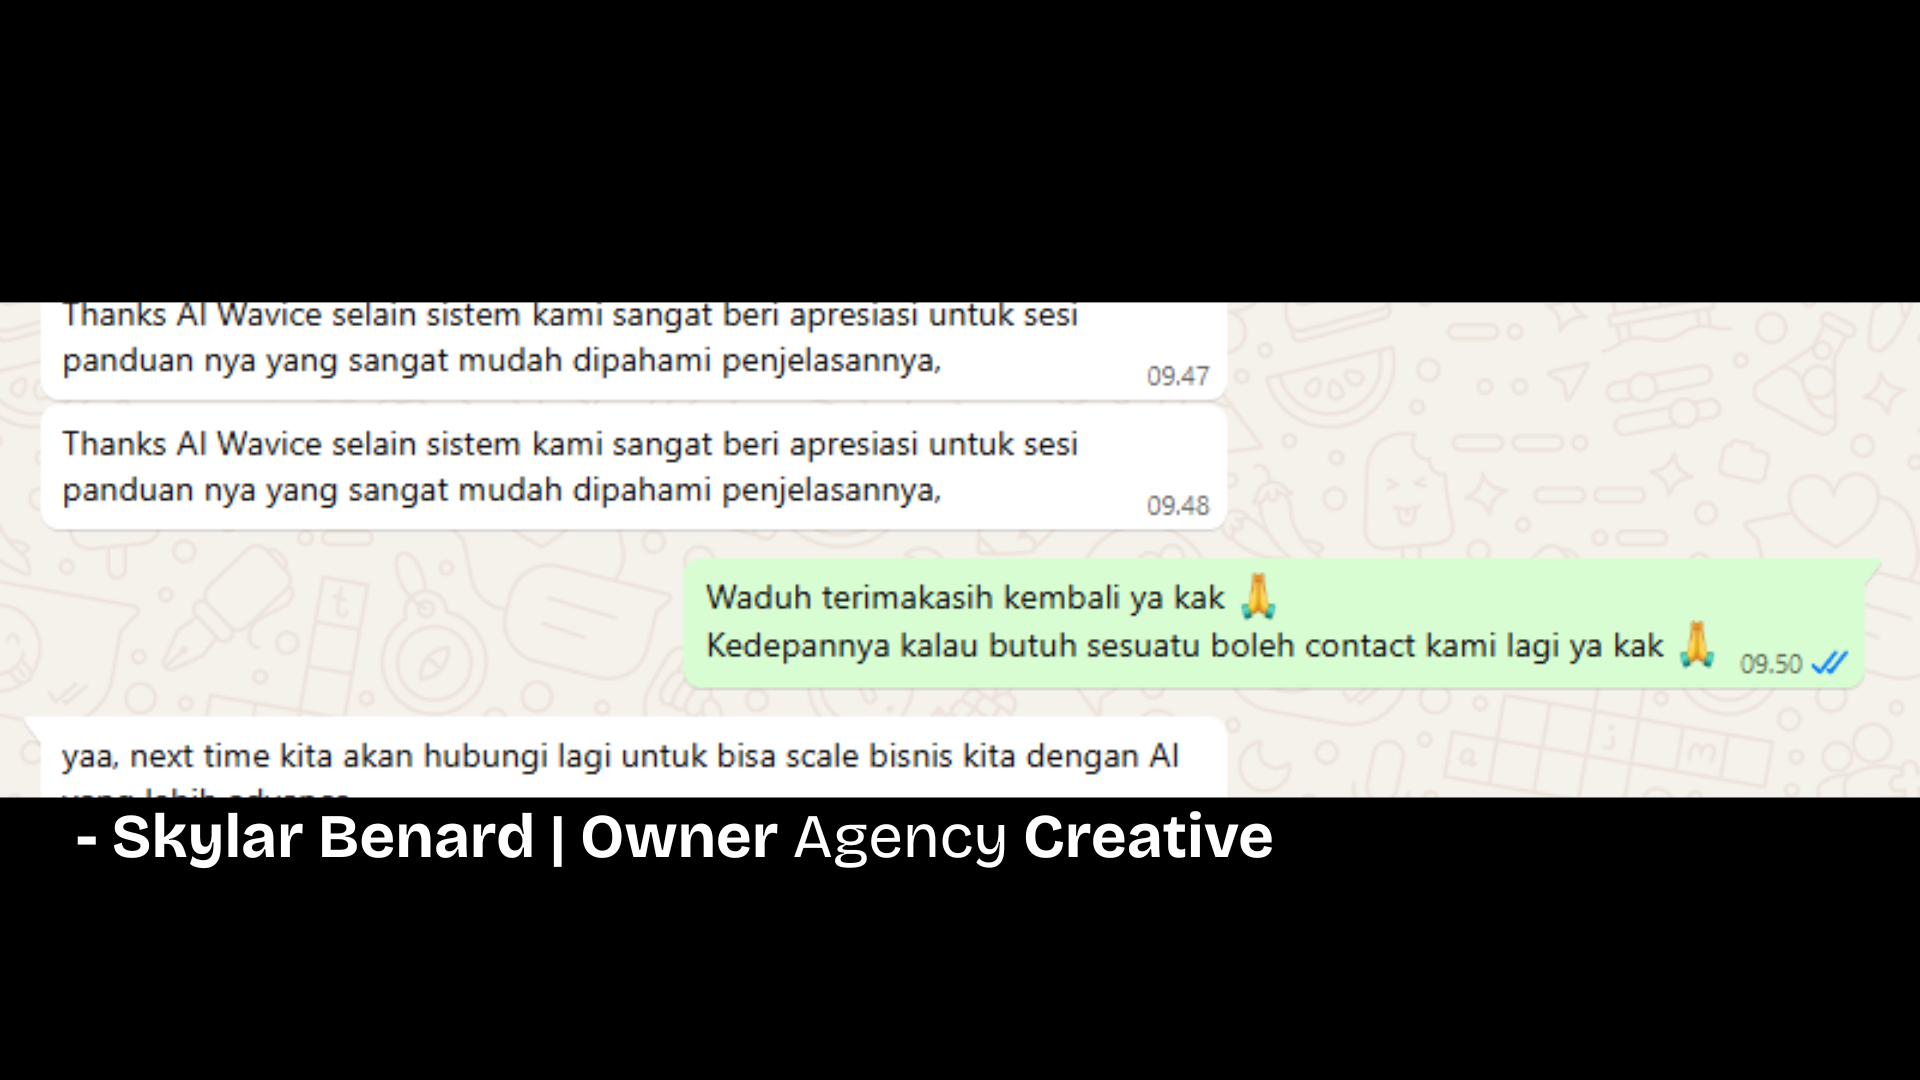 Thanks AI Wavice selain sistem kami sangat beri apresiasi untuk sesi
panduan nya yang sangat mudah dipahami penjelasannya,
09.47
Thanks AI Wavice selain sistem kami sangat beri apresiasi untuk sesi
panduan nya yang sangat mudah dipahami penjelasannya,
09.48
Waduh terimakasih kembali ya kak 🙏
Kedepannya kalau butuh sesuatu boleh contact kami lagi ya kak 🙏
09.50
yaa, next time kita akan hubungi lagi untuk bisa scale bisnis kita dengan AI
- Skylar Benard | Owner Agency Creative